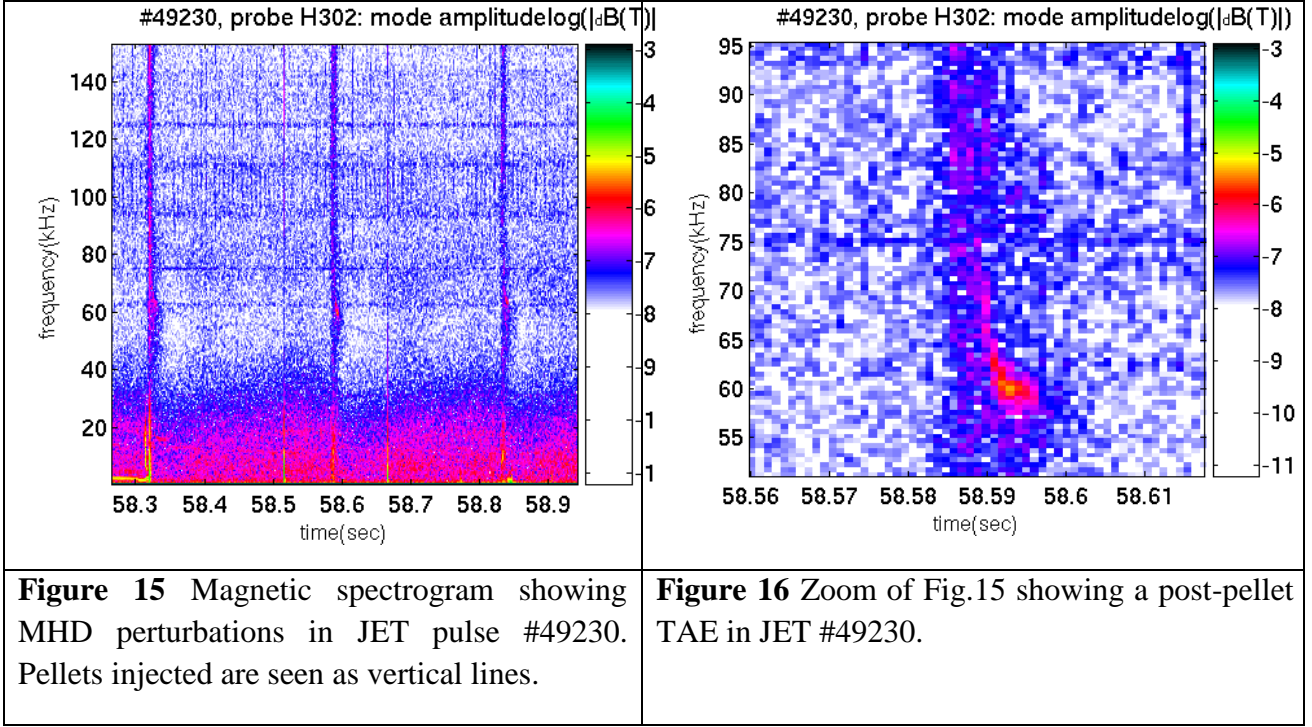 #49230, probe H302: mode amplitudelog(|dB(T)|
frequency(kHz)
140
120
100
80
60
40
20
58.3 58.4 58.5 58.6 58.7 58.8 58.9
time(sec)
-3
-4
-5
-6
-7
-8
-9
-1
-1
#49230, probe H302: mode amplitudelog(|dB(T)|)
frequency(kHz)
95
90
85
80
75
70
65
60
55
58.56 58.57 58.58 58.59 58.6 58.61
time(sec)
-3
-4
-5
-6
-7
-8
-9
-10
-11
Figure 15 Magnetic spectrogram showing
MHD perturbations in JET pulse #49230.
Pellets injected are seen as vertical lines.
Figure 16 Zoom of Fig.15 showing a post-pellet
TAE in JET #49230.